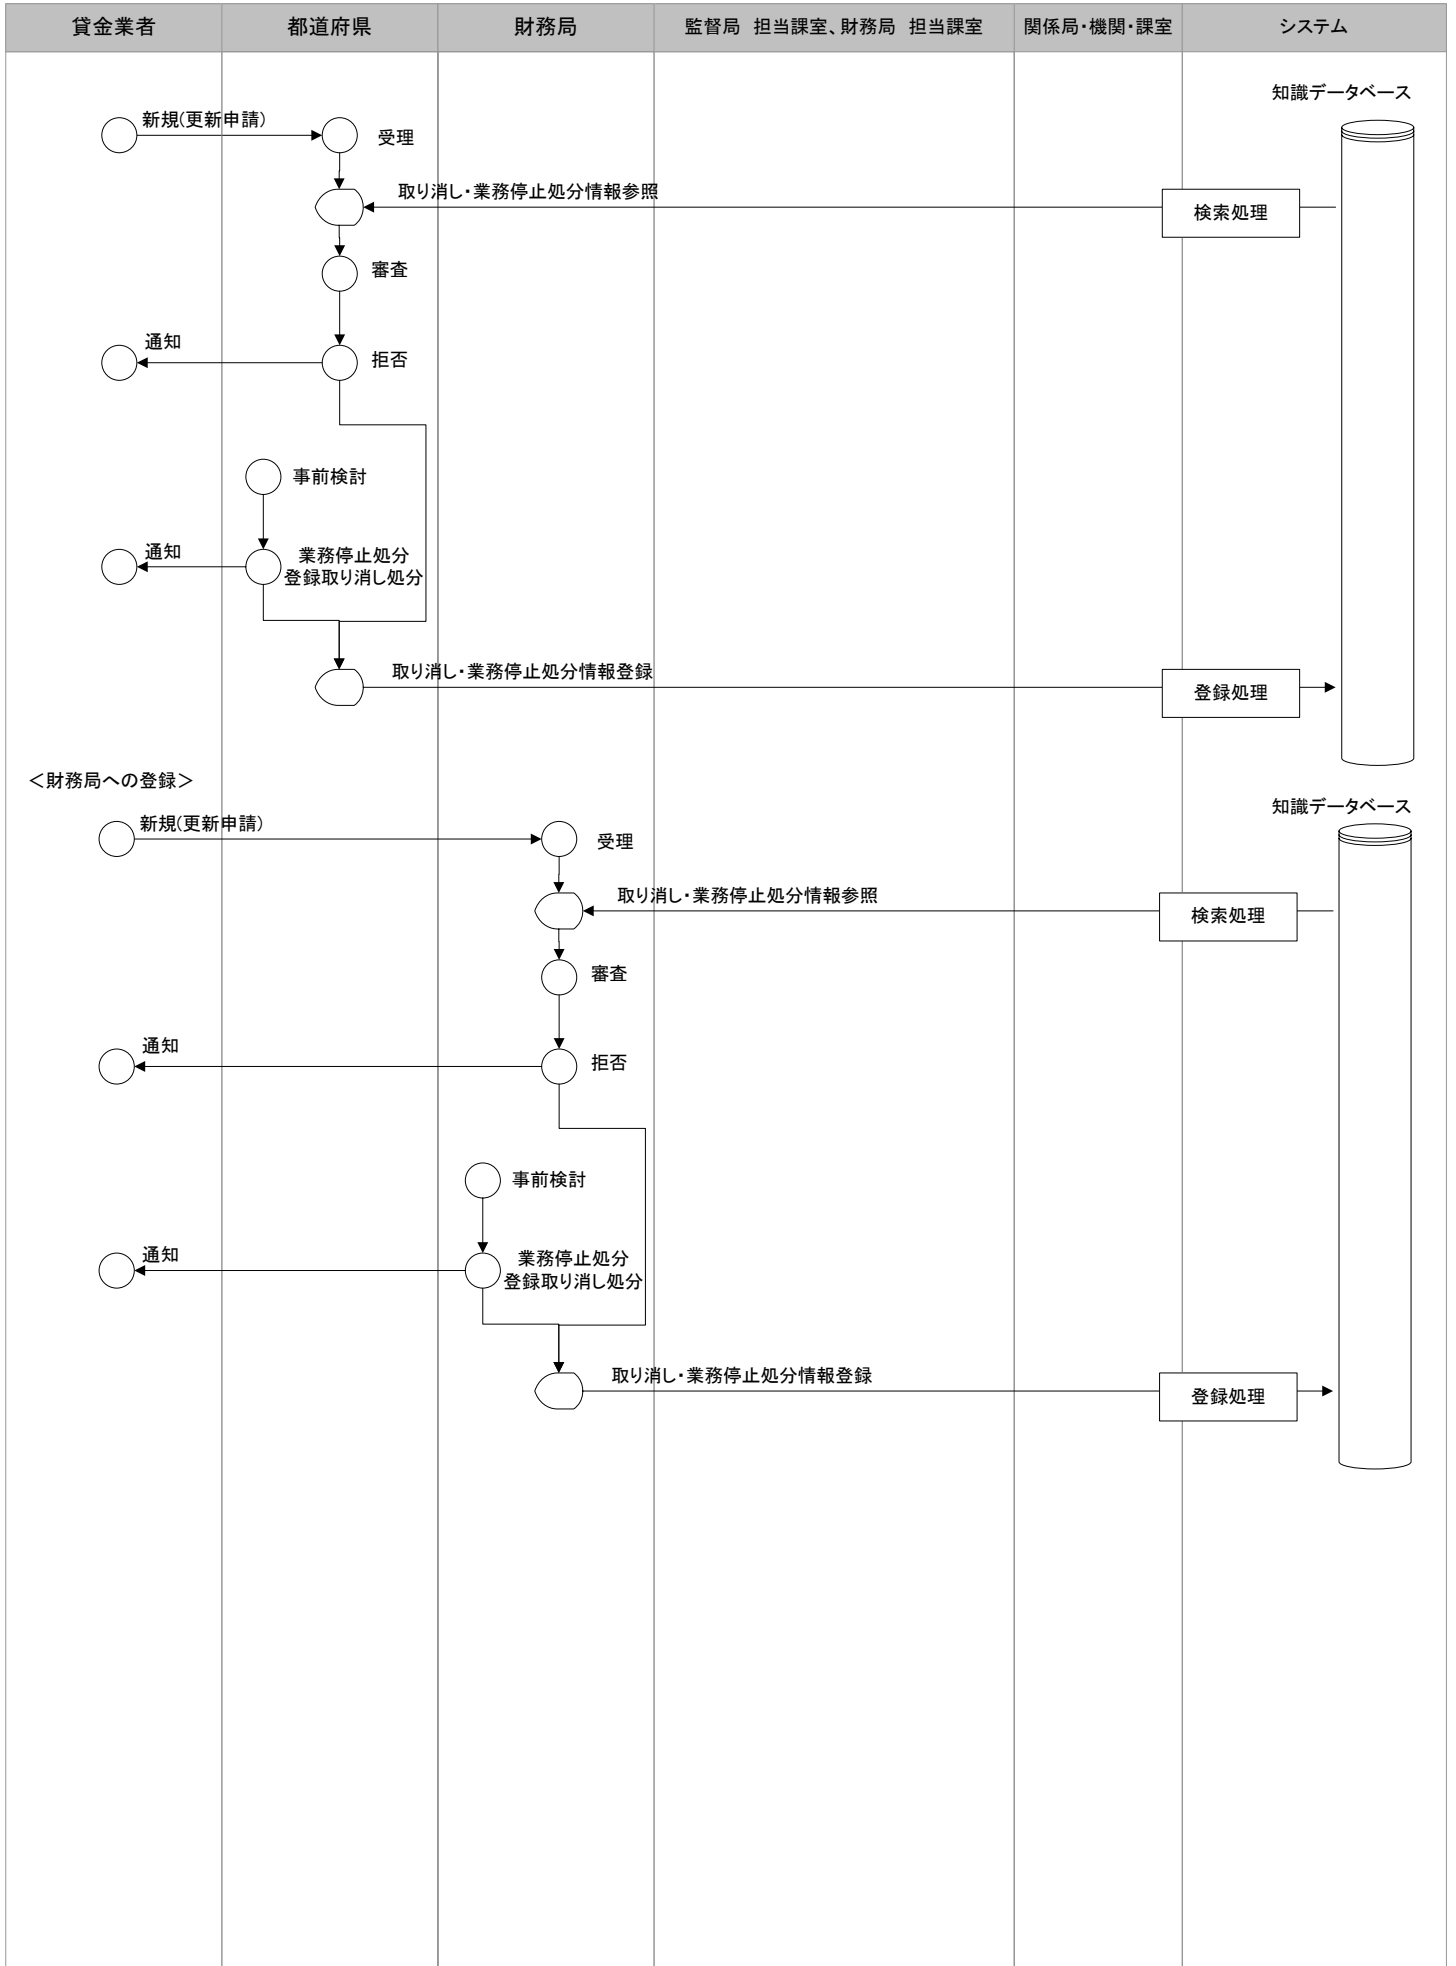 貸金業者
都道府県
財務局
監督局　担当課室、財務局　担当課室
関係局・機関・課室
システム
知識データベース
新規(更新申請)
受理
取り消し・業務停止処分情報参照
検索処理
審査
通知
拒否
事前検討
通知
業務停止処分
登録取り消し処分
取り消し・業務停止処分情報登録
登録処理
＜財務局への登録＞
知識データベース
新規(更新申請)
受理
取り消し・業務停止処分情報参照
検索処理
審査
通知
拒否
事前検討
通知
業務停止処分
登録取り消し処分
取り消し・業務停止処分情報登録
登録処理